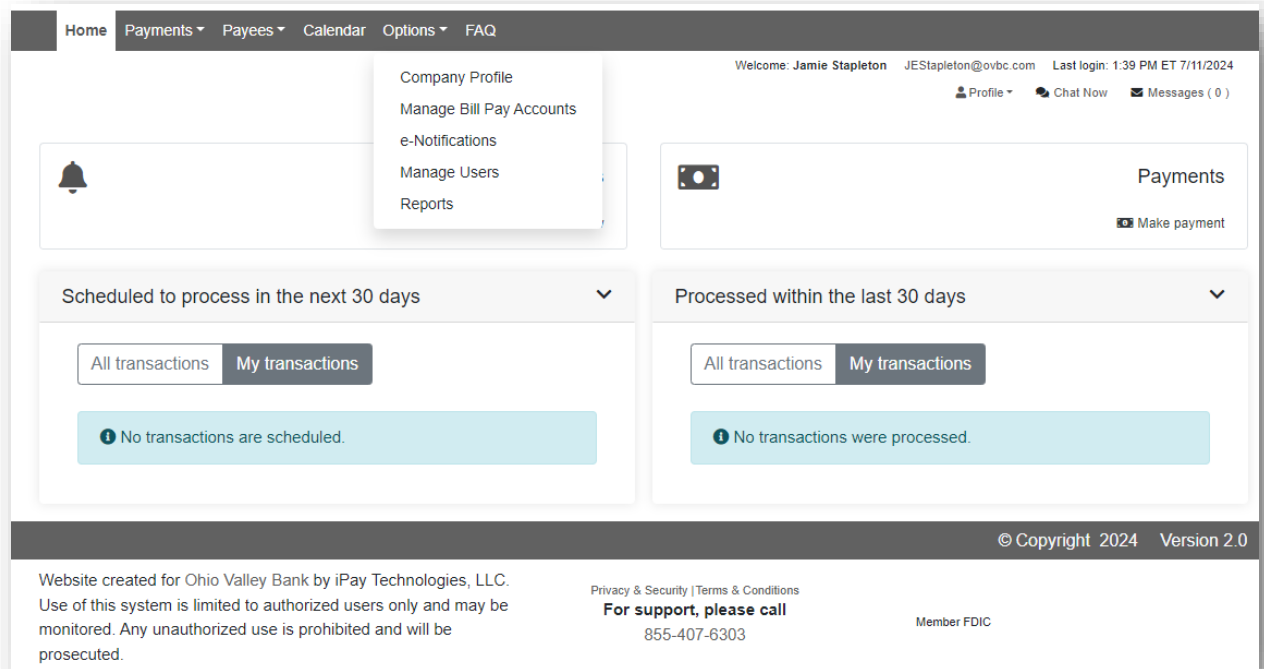 Home Payments Payees Calendar Options FAQ
Company Profile
Manage Bill Pay Accounts
e-Notifications
Manage Users
Reports
Welcome: Jamie Stapleton JEStapleton@ovbc.com Last login: 1:39 PM ET 7/11/2024
Profile Chat Now Messages ( 0 )
Payments
Make payment
Scheduled to process in the next 30 days
All transactions My transactions
No transactions are scheduled.
Processed within the last 30 days
All transactions My transactions
No transactions were processed.
© Copyright 2024 Version 2.0
Website created for Ohio Valley Bank by iPay Technologies, LLC.
Use of this system is limited to authorized users only and may be
monitored. Any unauthorized use is prohibited and will be
prosecuted.
Privacy & Security |Terms & Conditions
For support, please call
855-407-6303
Member FDIC